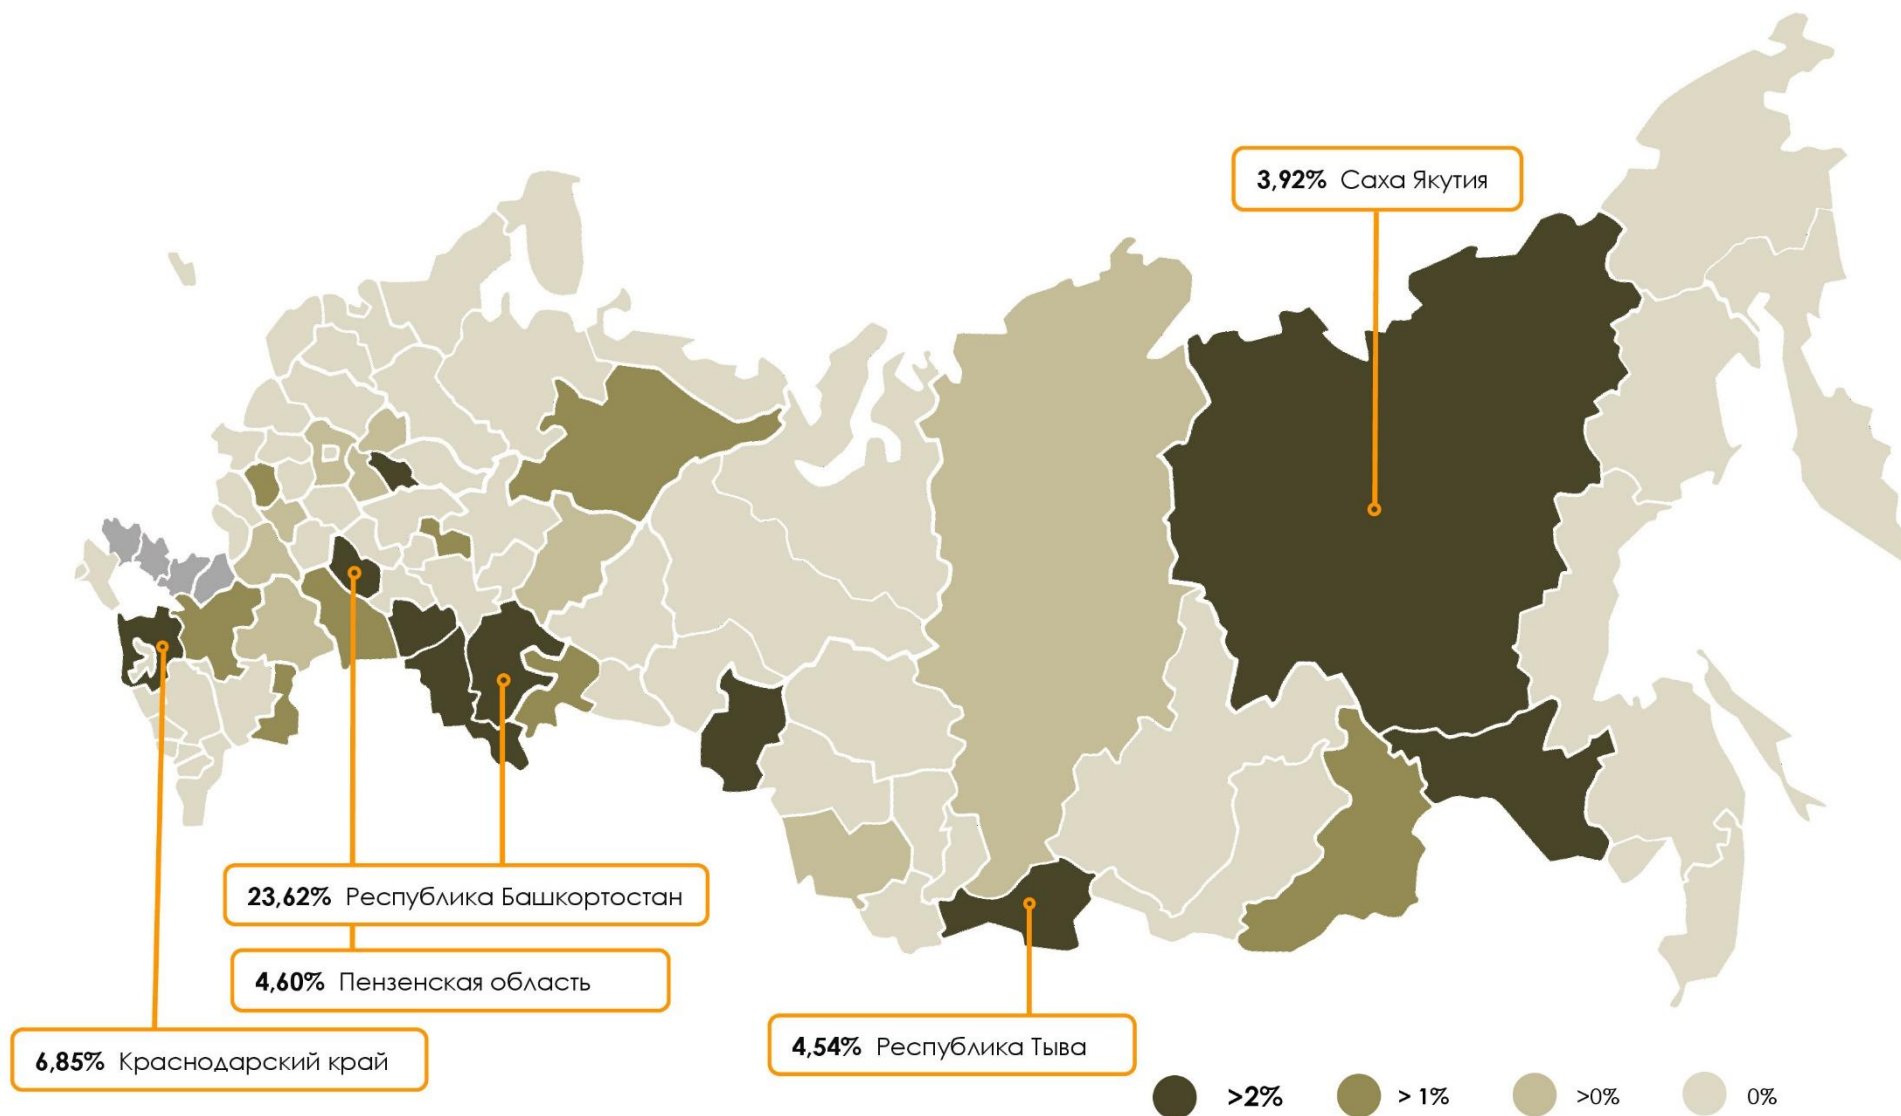 3,92% Саха Якутия
23,62% Республика Башкортостан
4,60% Пензенская область
6,85% Краснодарский край
4,54% Республика Тыва
>2% > 1% >0% 0%